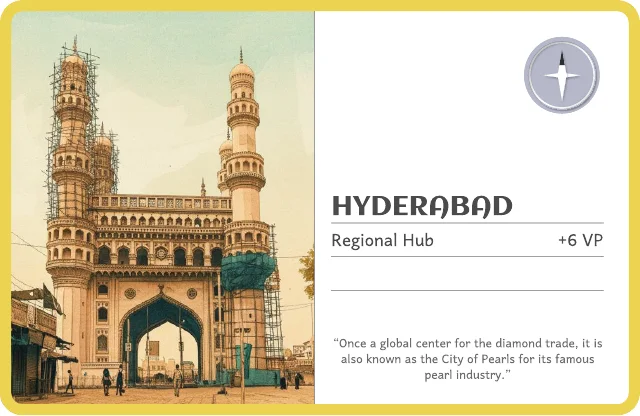 HYDERABAD
Regional Hub +6 VP
“Once a global center for the diamond trade, it is
also known as the City of Pearls for its famous
pearl industry.”